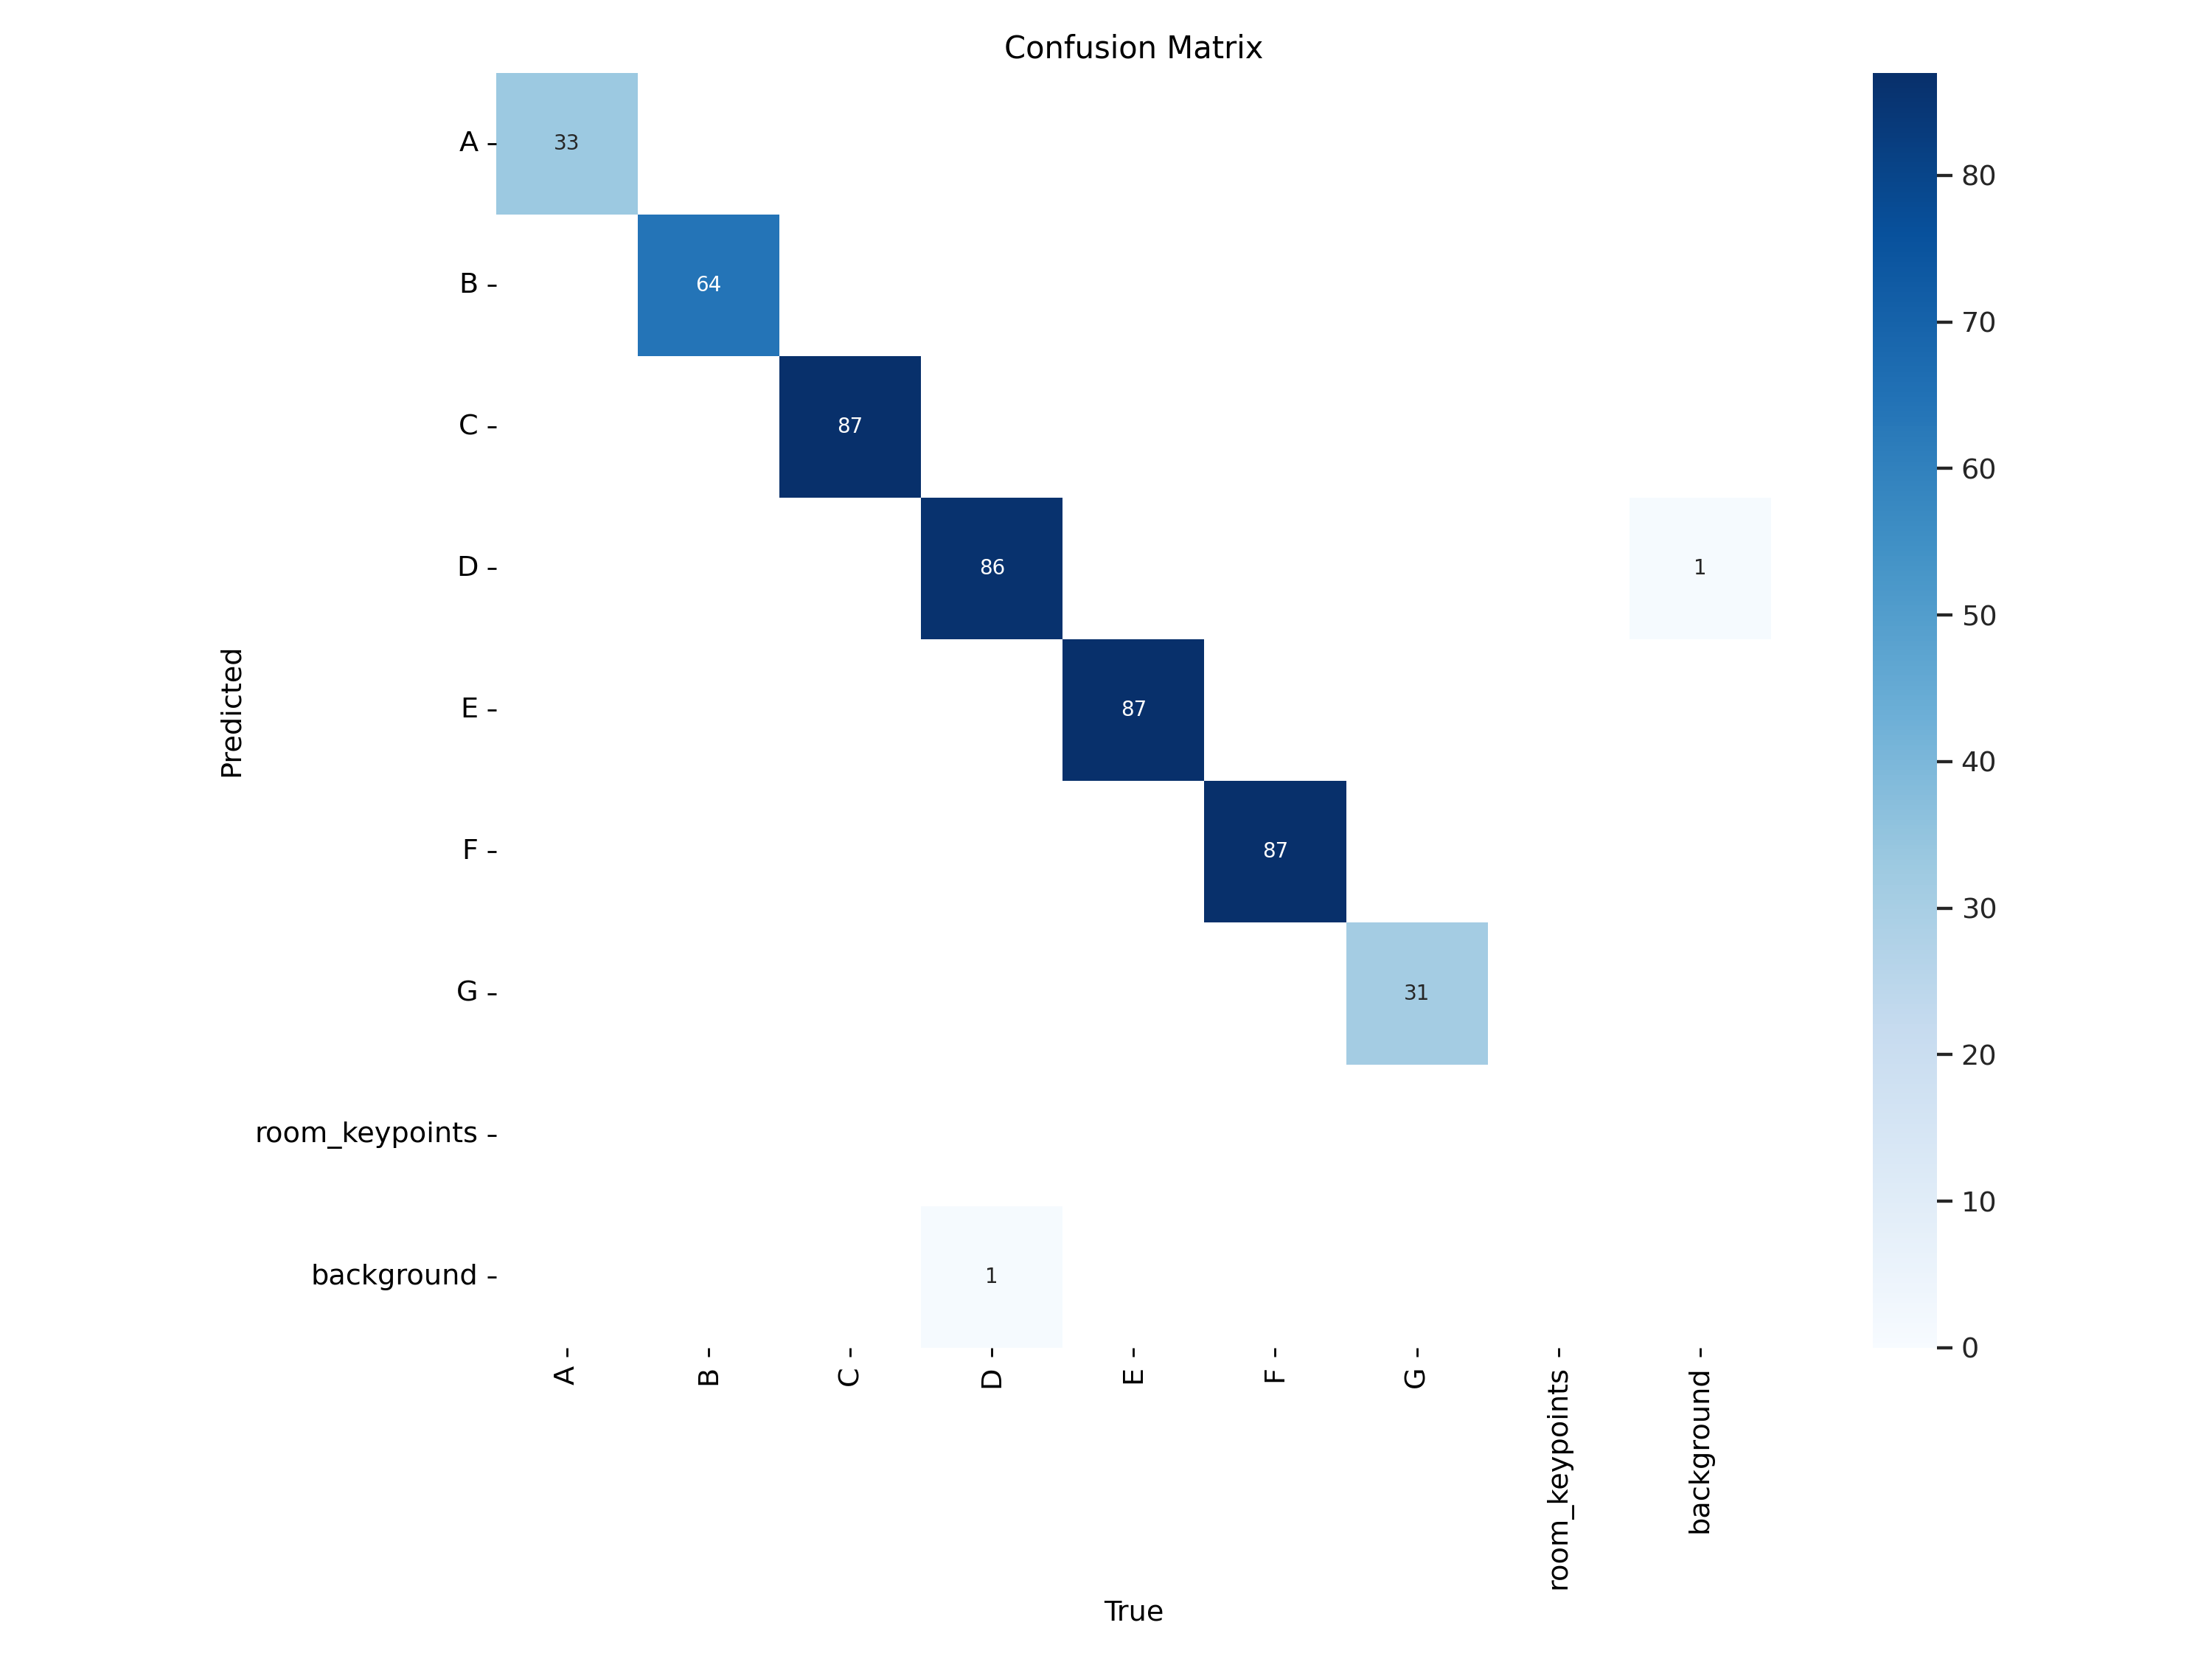 Confusion Matrix
A
33
B
64
C
87
D
86
1
E
87
F
87
G
31
room_keypoints
background
1
A
B
C
D
E
F
G
room_keypoints
background
Predicted
True
80
70
60
50
40
30
20
10
0